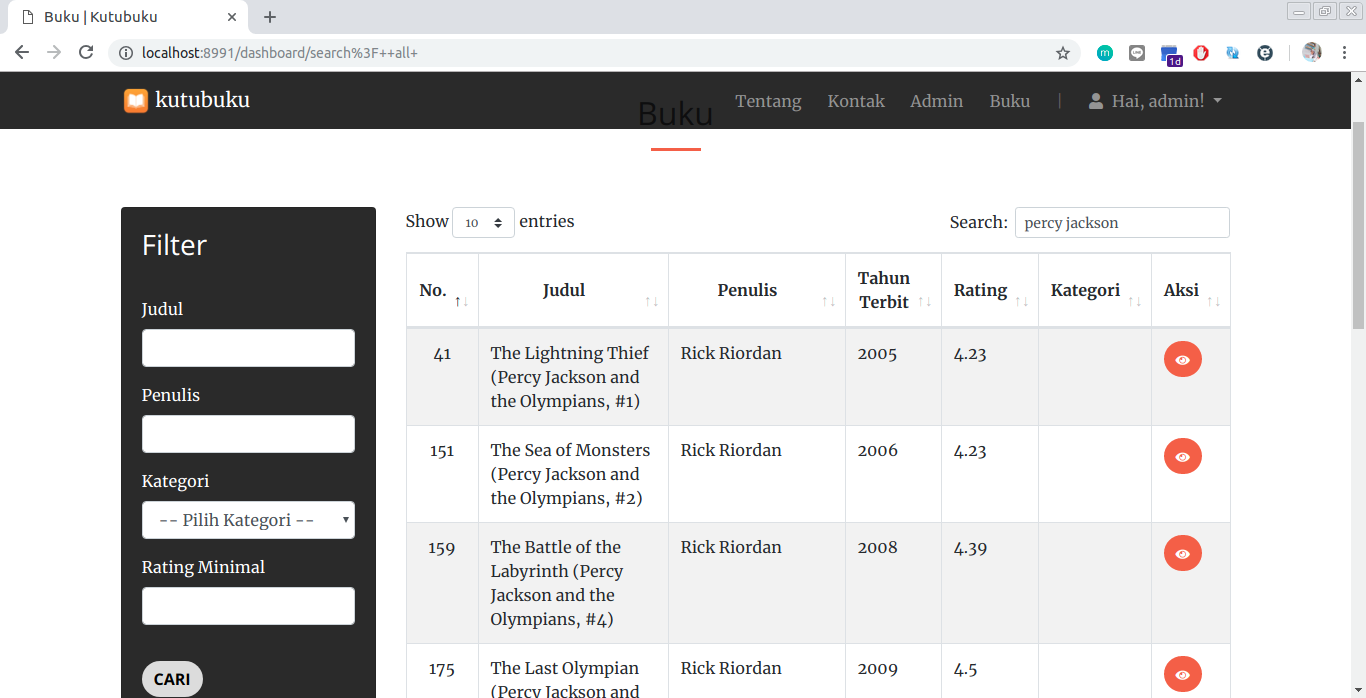 Buku | Kutubuku
localhost:8991/dashboard/search%3F++all+
1d
kutubuku
Buku
Tentang
Kontak
Admin
Buku
|
Hai, admin!
Filter
Judul
Penulis
Kategori
-- Pilih Kategori --
Rating Minimal
CARI
Show 10 entries
Search: percy jackson
No. Judul Penulis Tahun Terbit Rating Kategori Aksi
41 The Lightning Thief Rick Riordan 2005 4.23
(Percy Jackson and
the Olympians, #1)
151 The Sea of Monsters Rick Riordan 2006 4.23
(Percy Jackson and
the Olympians, #2)
159 The Battle of the Rick Riordan 2008 4.39
Labyrinth (Percy
Jackson and the
Olympians, #4)
175 The Last Olympian Rick Riordan 2009 4.5
(Percy Jackson and